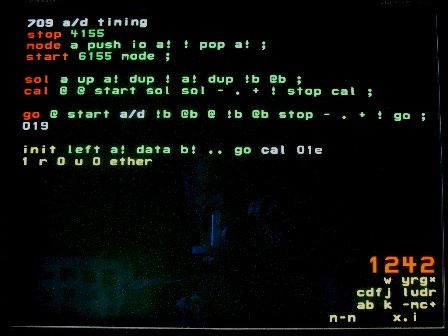 709 a/d timing
stop 4155
mode a push io a! ! pop a! ;
start 6155 mode ;
sol a up a! dup ! a! dup !b @b ;
cal @ @ start sol sol - . + ! stop cal ;
go @ start a/d !b @b @ !b @b stop - . + ! go ;
019
init left a! data b! .. go cal 01e
1 r 0 u 0 ether
1242
w yrg*
cdfj ludr
ab k -mc+
n-n x.i